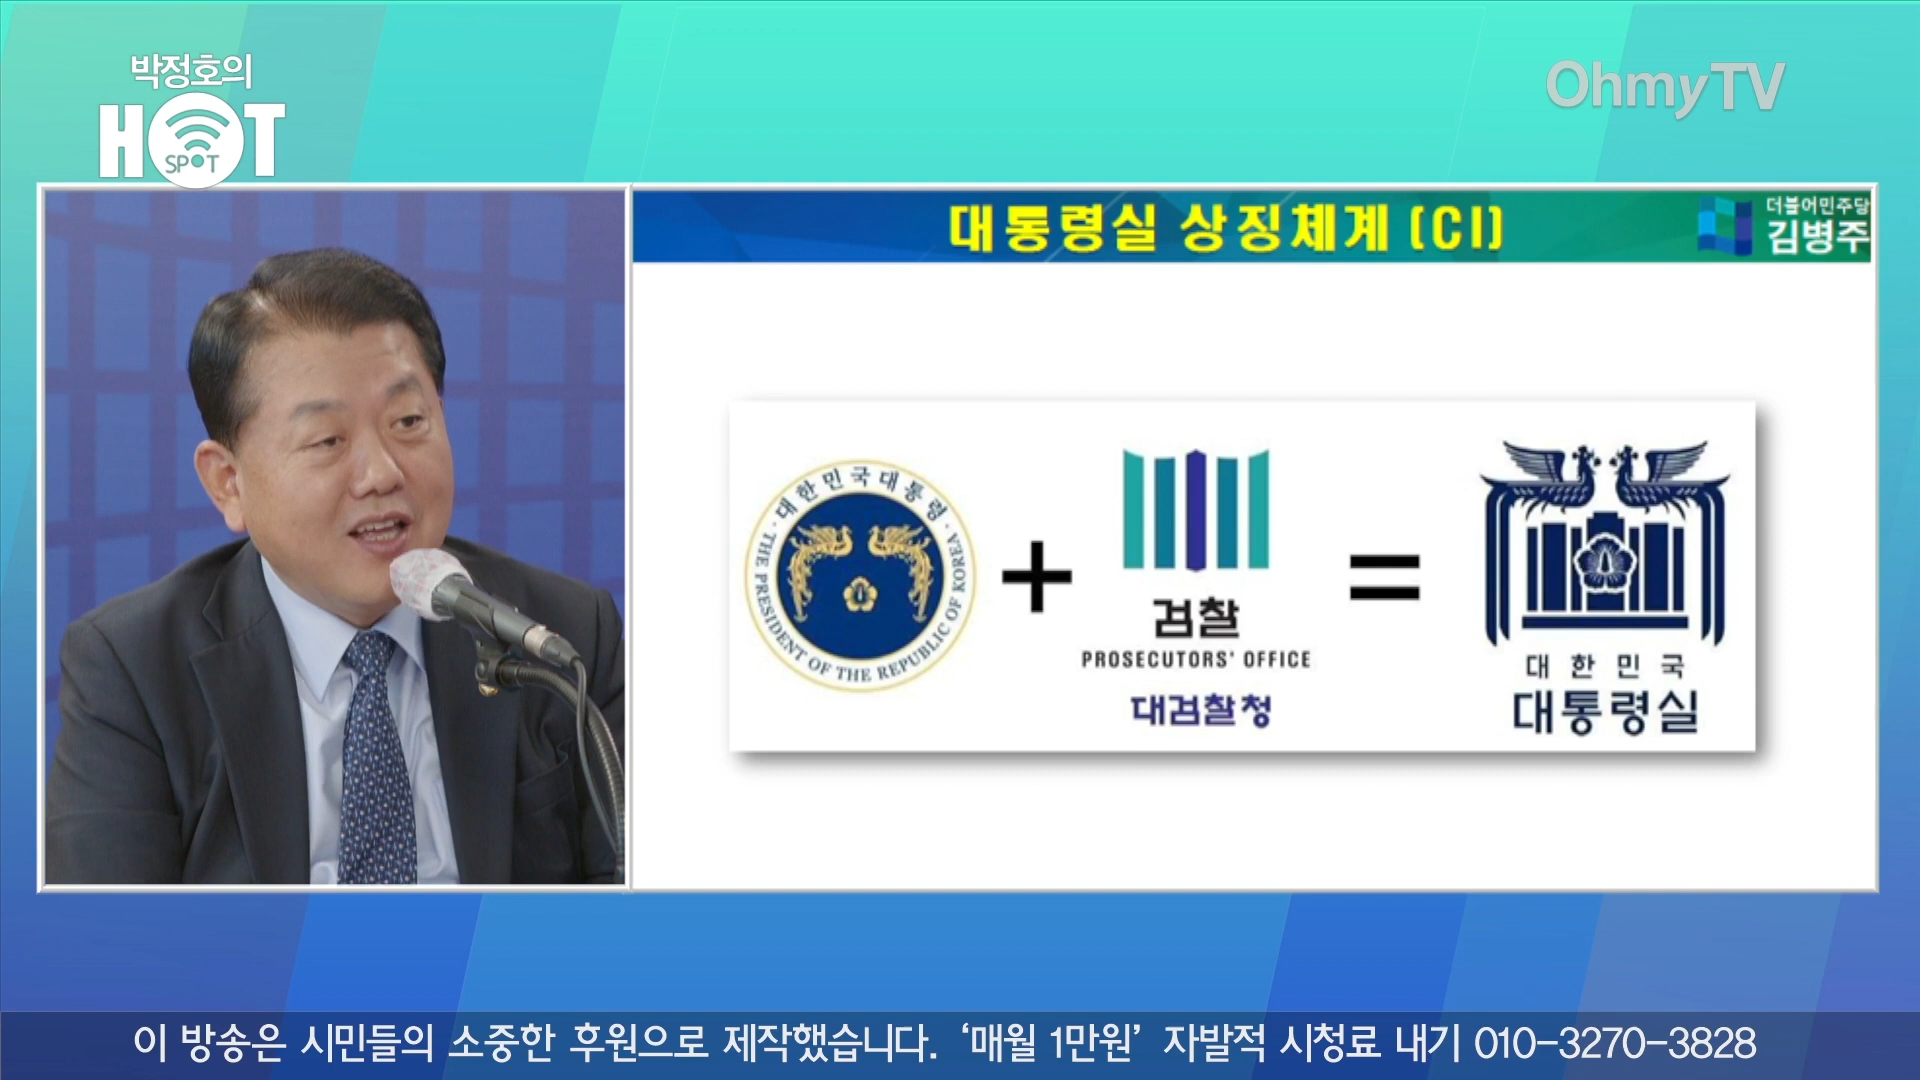 박정호의
HOT
SPOT
OhmyTV
대통령실 상징체계 (CI)
더불어민주당
김병주
· 대한민국대통령 ·
THE PRESIDENT OF THE REPUBLIC OF KOREA
+
검찰
PROSECUTORS' OFFICE
대검찰청
=
대한민국
대통령실
이 방송은 시민들의 소중한 후원으로 제작했습니다. ‘매월 1만원’ 자발적 시청료 내기 010-3270-3828